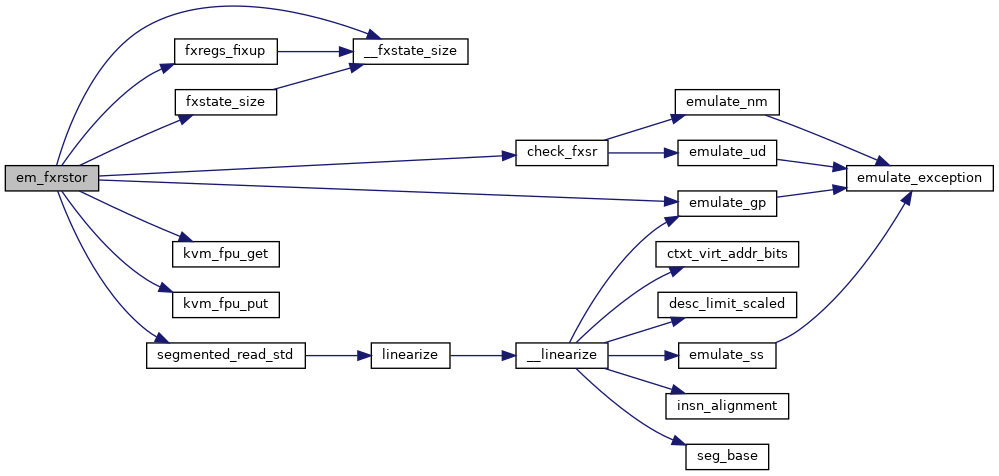 fxregs_fixup
__fxstate_size
fxstate_size
emulate_nm
check_fxsr
emulate_ud
em_fxrstor
emulate_exception
emulate_gp
kvm_fpu_get
ctxt_virt_addr_bits
kvm_fpu_put
desc_limit_scaled
segmented_read_std
linearize
__linearize
emulate_ss
insn_alignment
seg_base